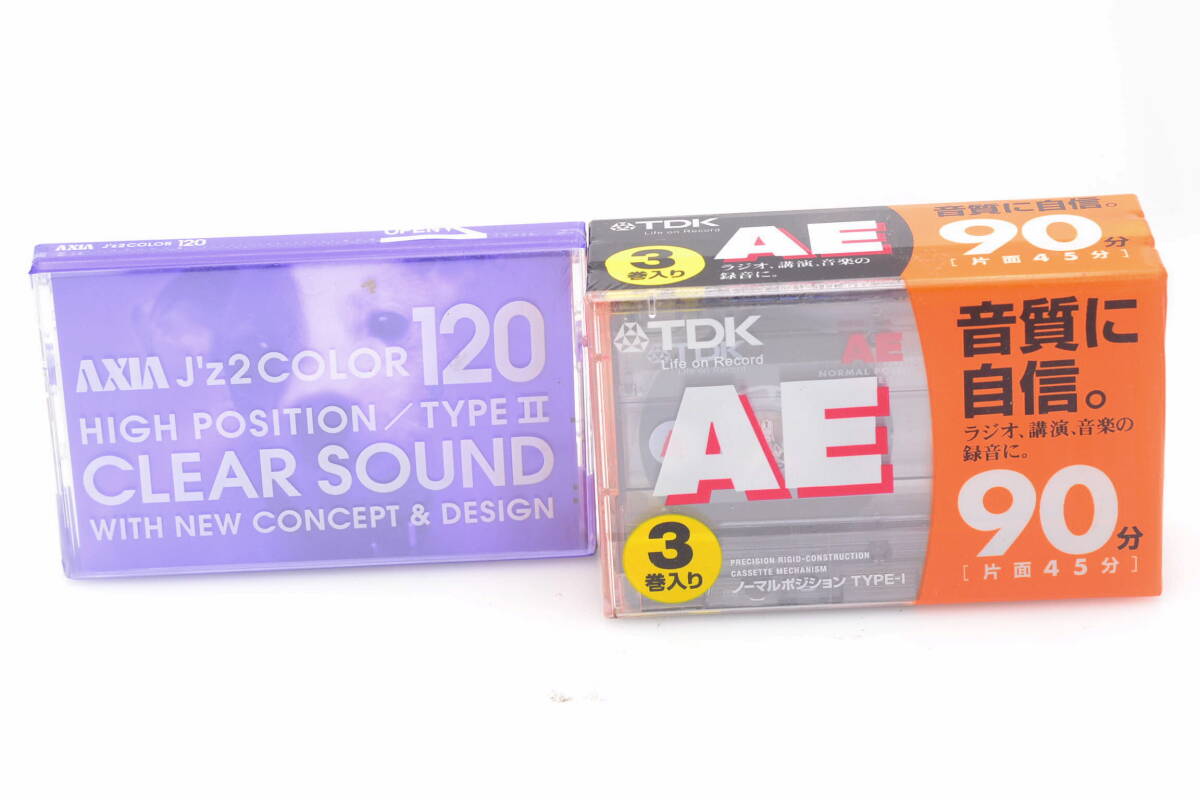 AXIA J'z2 COLOR 120
OPEN
AXIA J'z2 COLOR 120
HIGH POSITION/TYPE II
CLEAR SOUND
WITH NEW CONCEPT & DESIGN
TDK
Life on Record
3
巻入り
AE
ラジオ、講演、音楽の
録音に。
音質に自信。
90分
[片面45分]
TDK
Life on Record
TDK
AE
AE
3
巻入り
PRECISION RIGID-CONSTRUCTION
CASSETTE MECHANISM
ノーマルポジション TYPE-I
音質に
自信。
ラジオ、講演、音楽の
録音に。
90分
[片面45分]